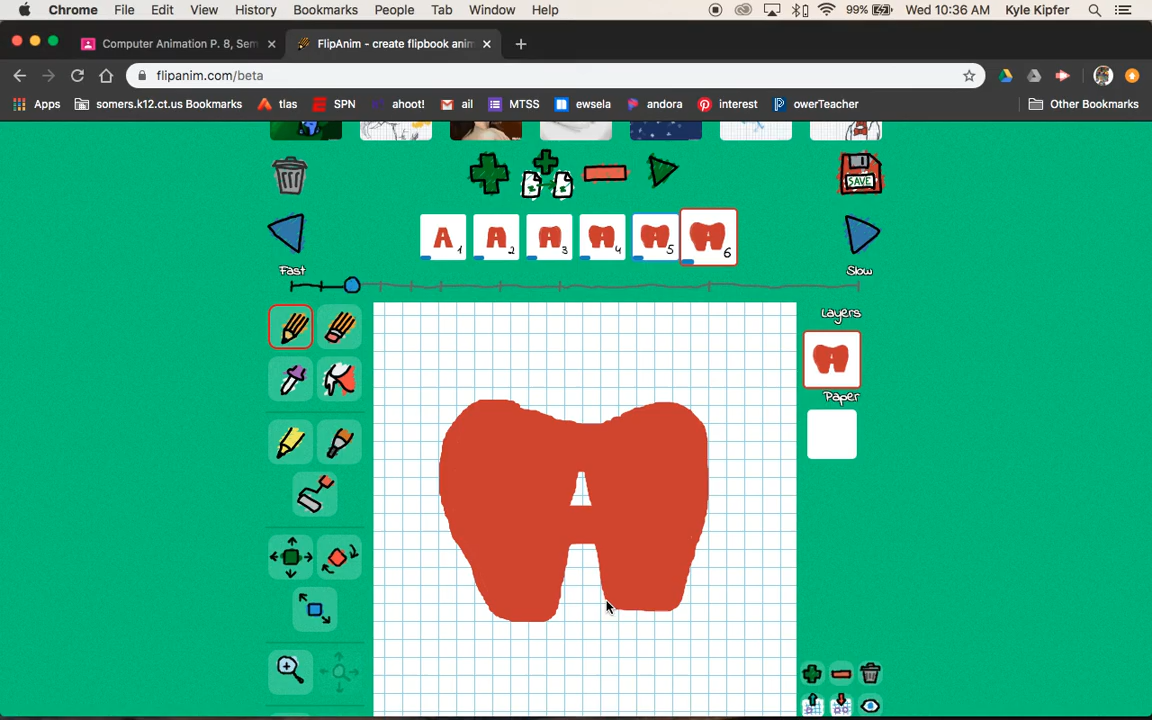 Chrome File Edit View History Bookmarks People Tab Window Help 99% Wed 10:36 AM Kyle Kipfer
Computer Animation P. 8, Sem FlipAnim - create flipbook anim
flipanim.com/beta
Apps somers.k12.ct.us Bookmarks tlas SPN ahoot! ail MTSS ewsela andora interest owerTeacher Other Bookmarks
SAVE
1 2 3 4 5 6
Fast Slow
Layers
Paper